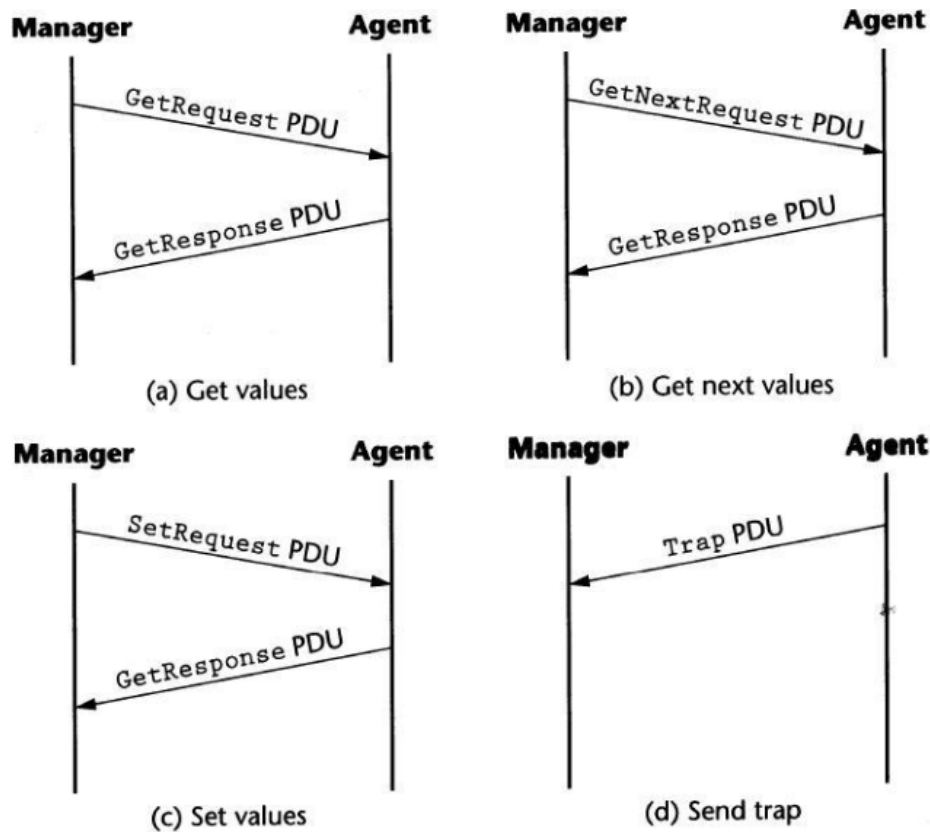 Manager Agent
GetRequest PDU
GetResponse PDU
(a) Get values
Manager Agent
GetNextRequest PDU
GetResponse PDU
(b) Get next values
Manager Agent
SetRequest PDU
GetResponse PDU
(c) Set values
Manager Agent
Trap PDU
(d) Send trap